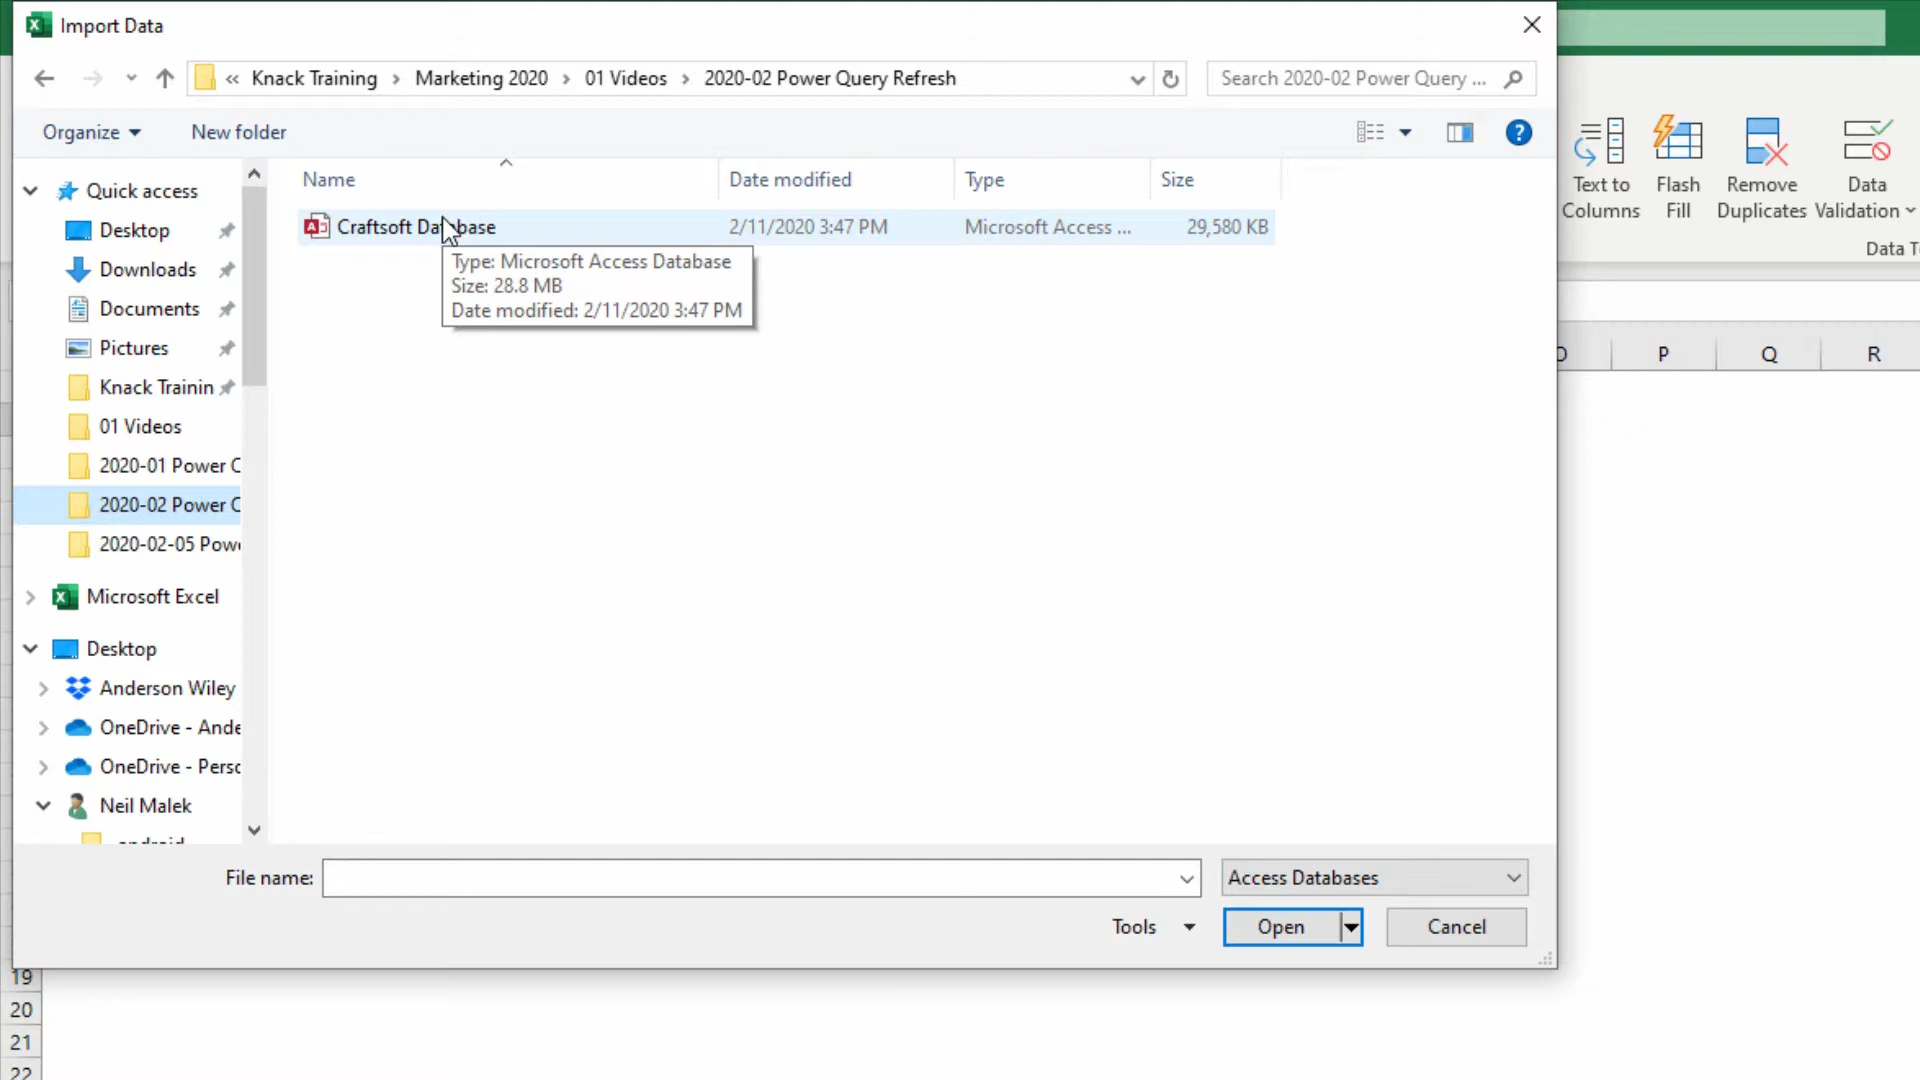 Import Data
« Knack Training > Marketing 2020 > 01 Videos > 2020-02 Power Query Refresh
Search 2020-02 Power Query ...
Organize
New folder
Name
Date modified
Type
Size
Craftsoft Database
2/11/2020 3:47 PM
Microsoft Access ...
29,580 KB
Type: Microsoft Access Database
Size: 28.8 MB
Date modified: 2/11/2020 3:47 PM
Quick access
Desktop
Downloads
Documents
Pictures
Knack Trainin
01 Videos
2020-01 Power
2020-02 Power
2020-02-05 Pow
Microsoft Excel
Desktop
Anderson Wiley
OneDrive - Ande
OneDrive - Perso
Neil Malek
File name:
Access Databases
Tools
Open
Cancel
Text to Columns
Flash Fill
Remove Duplicates
Data Validation
Data T
P
Q
R
19
20
21
22